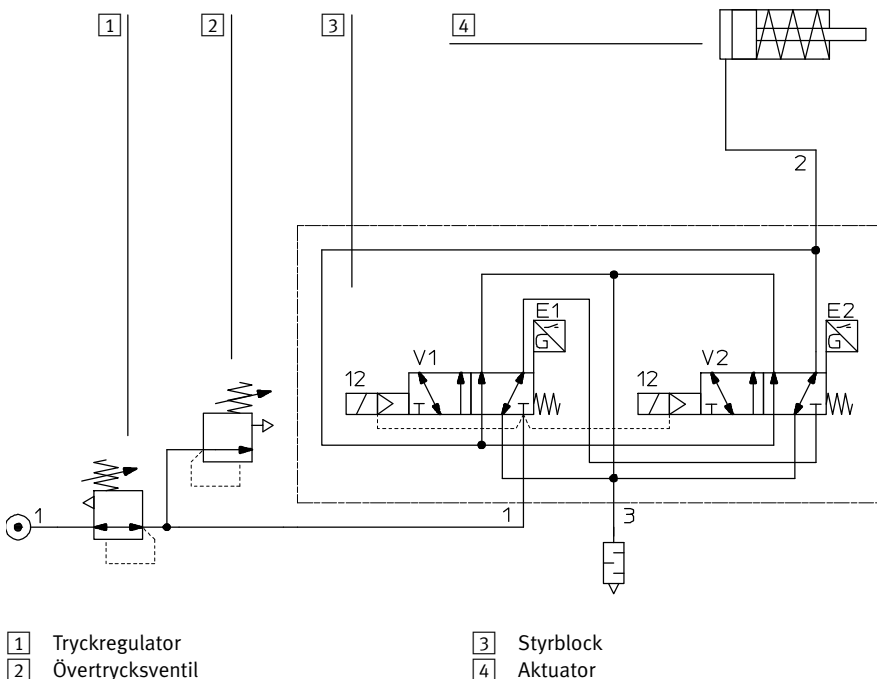 1 2 3 4
2
E1 E2
V1 V2
12 12
G G
1 1 3
1 Tryckregulator
2 Övertrycksventil
3 Styrblock
4 Aktuator